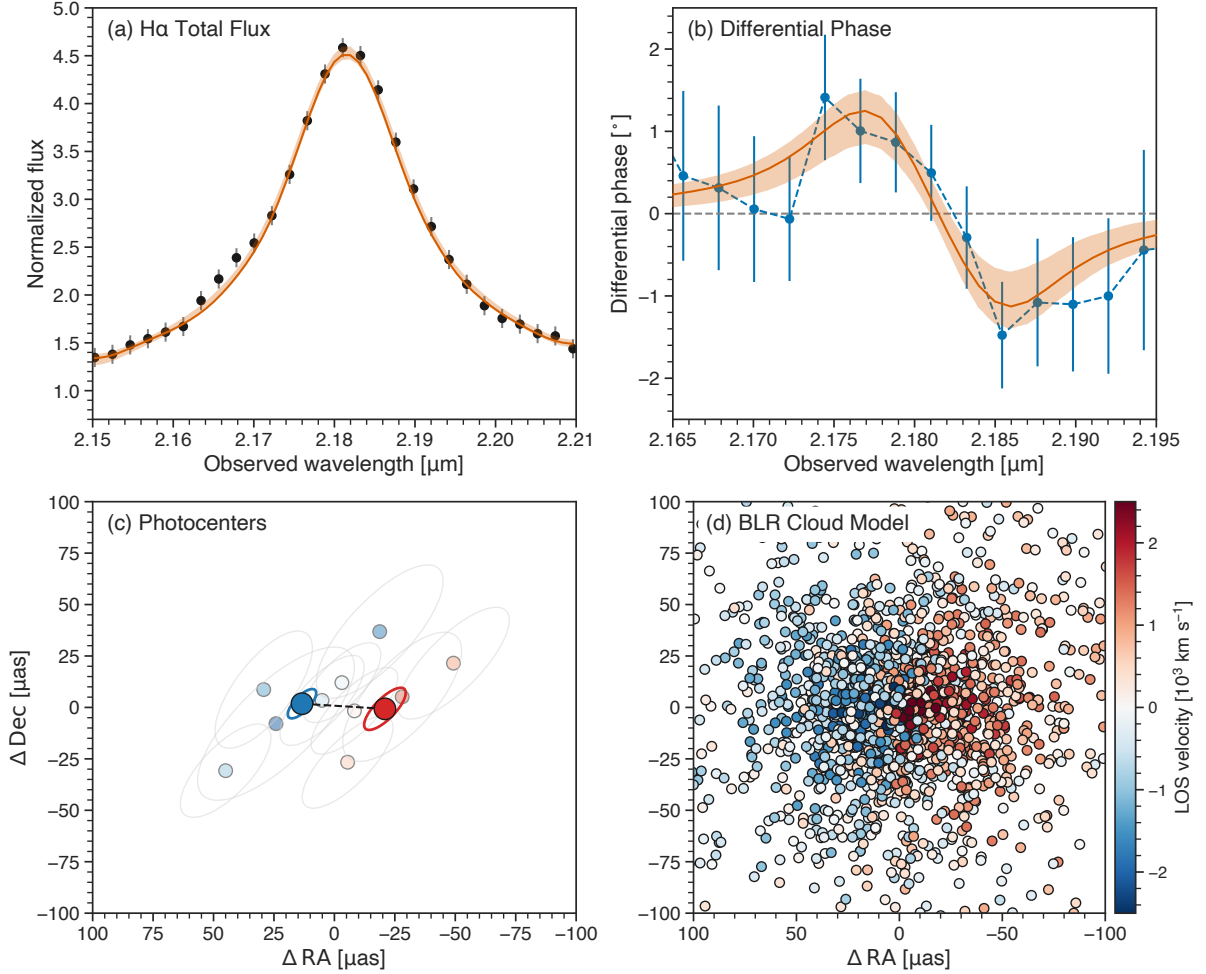 (a) Hα Total Flux
5.0
4.5
4.0
3.5
3.0
2.5
2.0
1.5
1.0
Normalized flux
2.15 2.16 2.17 2.18 2.19 2.20 2.21
Observed wavelength [μm]
(b) Differential Phase
2
1
0
−1
−2
Differential phase [°]
2.165 2.170 2.175 2.180 2.185 2.190 2.195
Observed wavelength [μm]
(c) Photocenters
100
75
50
25
0
−25
−50
−75
−100
Δ Dec [μas]
100 75 50 25 0 −25 −50 −75 −100
Δ RA [μas]
(d) BLR Cloud Model
100
75
50
25
0
−25
−50
−75
−100
100 50 0 −50 −100
Δ RA [μas]
2
1
0
−1
−2
LOS velocity [10³ km s⁻¹]